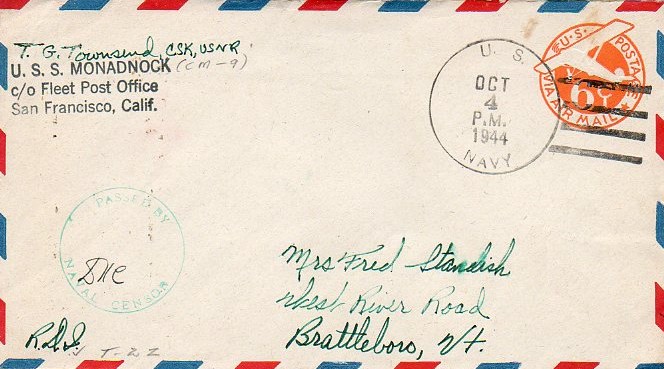 T. G. Townsend, CSK, USNR
U. S. S. MONADNOCK (CM-9)
c/o Fleet Post Office
San Francisco, Calif.
U. S.
OCT
4
P.M.
1944
NAVY
U.S. POSTAGE
6¢
VIA AIR MAIL
PASSED BY
NAVAL CENSOR
Mrs Fred Standish
West River Road
Brattleboro, Vt.
T-22